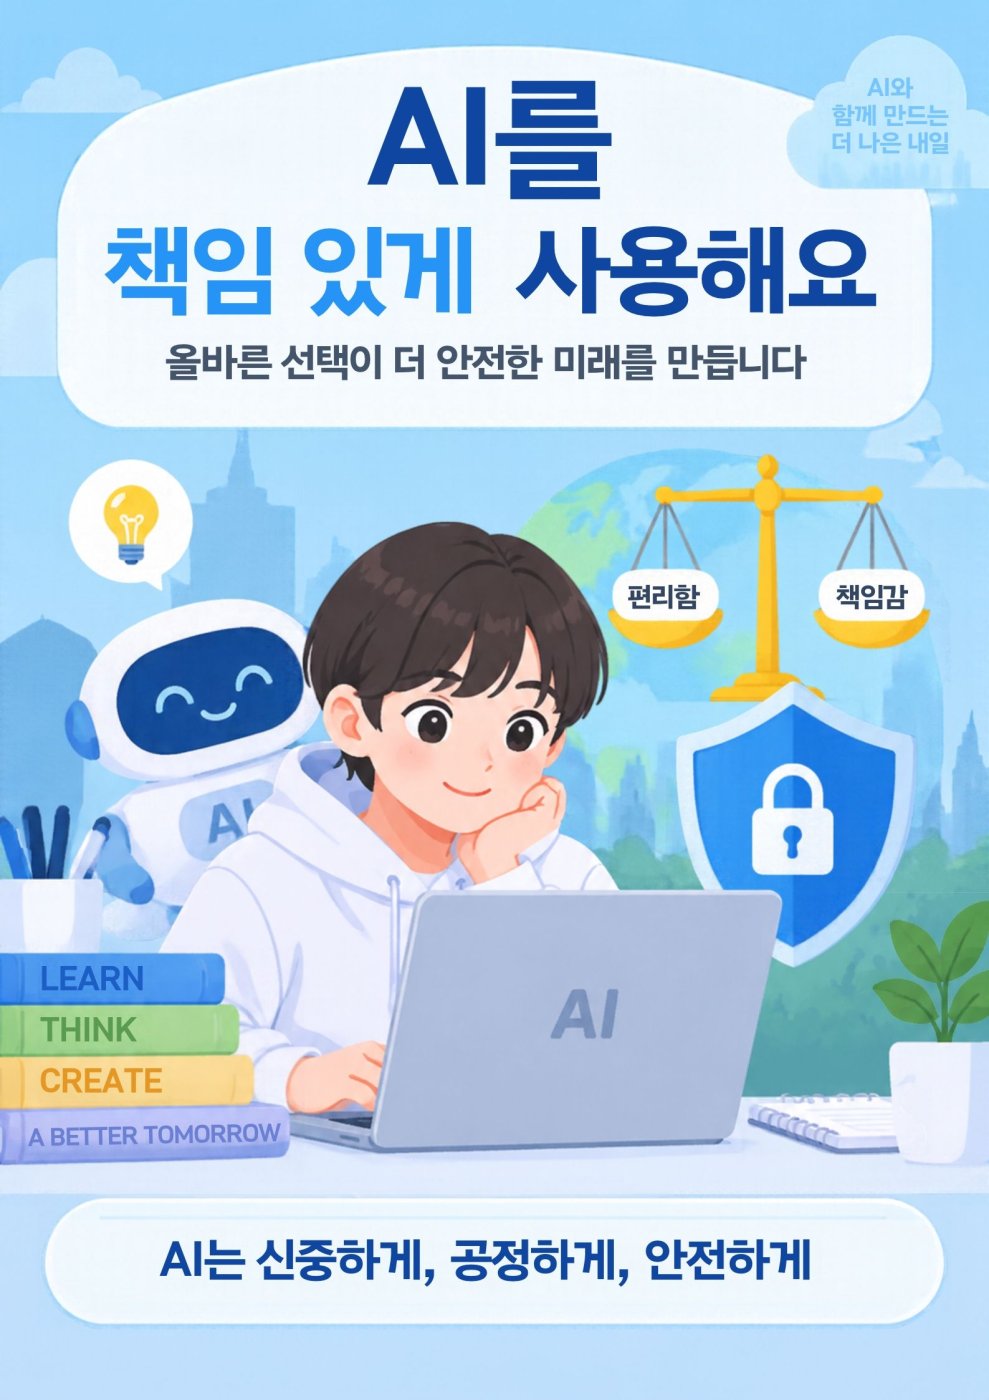 AI를
책임 있게 사용해요
올바른 선택이 더 안전한 미래를 만듭니다
AI와
함께 만드는
더 나은 내일
편리함
책임감
AI
AI
LEARN
THINK
CREATE
A BETTER TOMORROW
AI는 신중하게, 공정하게, 안전하게